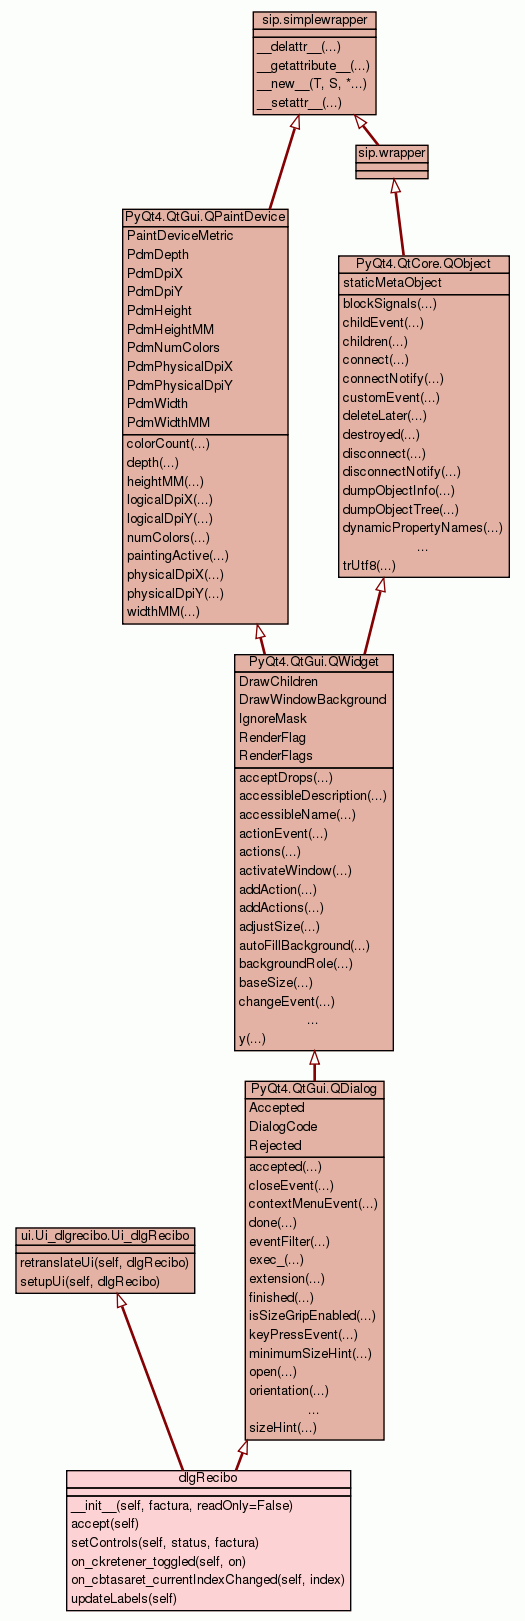 sip.simplewrapper
__delattr__(...)
__getattribute__(...)
__new__(T, S, *...)
__setattr__(...)
sip.wrapper
PyQt4.QtGui.QPaintDevice
PaintDeviceMetric
PdmDepth
PdmDpiX
PdmDpiY
PdmHeight
PdmHeightMM
PdmNumColors
PdmPhysicalDpiX
PdmPhysicalDpiY
PdmWidth
PdmWidthMM
colorCount(...)
depth(...)
heightMM(...)
logicalDpiX(...)
logicalDpiY(...)
numColors(...)
paintingActive(...)
physicalDpiX(...)
physicalDpiY(...)
widthMM(...)
PyQt4.QtCore.QObject
staticMetaObject
blockSignals(...)
childEvent(...)
children(...)
connect(...)
connectNotify(...)
customEvent(...)
deleteLater(...)
destroyed(...)
disconnect(...)
disconnectNotify(...)
dumpObjectInfo(...)
dumpObjectTree(...)
dynamicPropertyNames(...)
...
trUtf8(...)
PyQt4.QtGui.QWidget
DrawChildren
DrawWindowBackground
IgnoreMask
RenderFlag
RenderFlags
acceptDrops(...)
accessibleDescription(...)
accessibleName(...)
actionEvent(...)
actions(...)
activateWindow(...)
addAction(...)
addActions(...)
adjustSize(...)
autoFillBackground(...)
backgroundRole(...)
baseSize(...)
changeEvent(...)
...
y(...)
PyQt4.QtGui.QDialog
Accepted
DialogCode
Rejected
accepted(...)
closeEvent(...)
contextMenuEvent(...)
done(...)
eventFilter(...)
exec_(...)
extension(...)
finished(...)
isSizeGripEnabled(...)
keyPressEvent(...)
minimumSizeHint(...)
open(...)
orientation(...)
...
sizeHint(...)
ui.Ui_dlgrecibo.Ui_dlgRecibo
retranslateUi(self, dlgRecibo)
setupUi(self, dlgRecibo)
dlgRecibo
__init__(self, factura, readOnly=False)
accept(self)
setControls(self, status, factura)
on_ckretener_toggled(self, on)
on_cbtasaret_currentIndexChanged(self, index)
updateLabels(self)